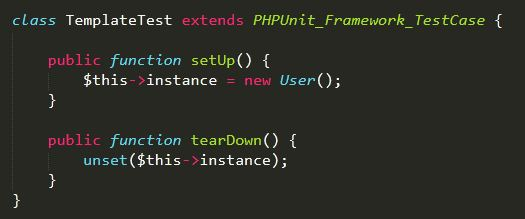 class TemplateTest extends PHPUnit_Framework_TestCase {
public function setUp() {
$this->instance = new User();
}
public function tearDown() {
unset($this->instance);
}
}